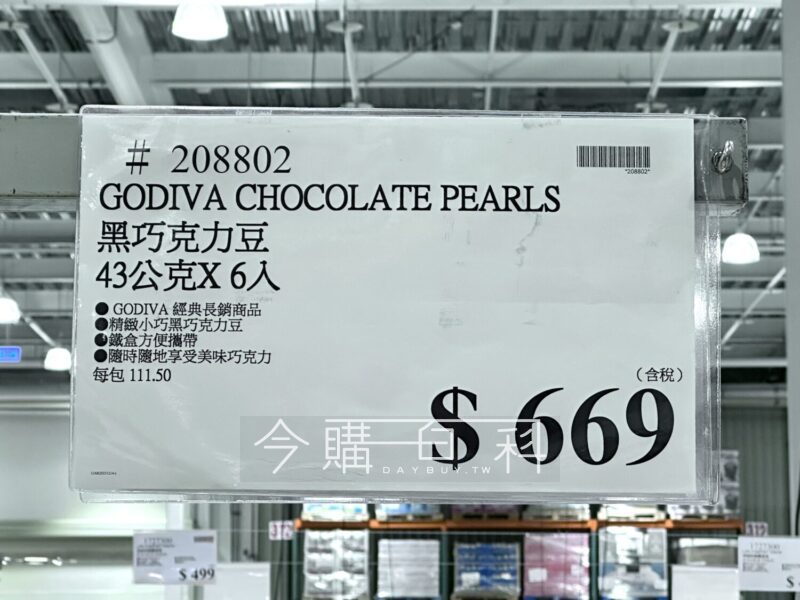 # 208802
*208802*
GODIVA CHOCOLATE PEARLS
黑巧克力豆
43公克X 6入
● GODIVA 經典長銷商品
●精緻小巧黑巧克力豆
●鐵盒方便攜帶
●隨時隨地享受美味巧克力
每包 111.50
(含稅)
$ 669
今購百科
DAYBUY.TW
312
1727300
$ 499
1727300
$